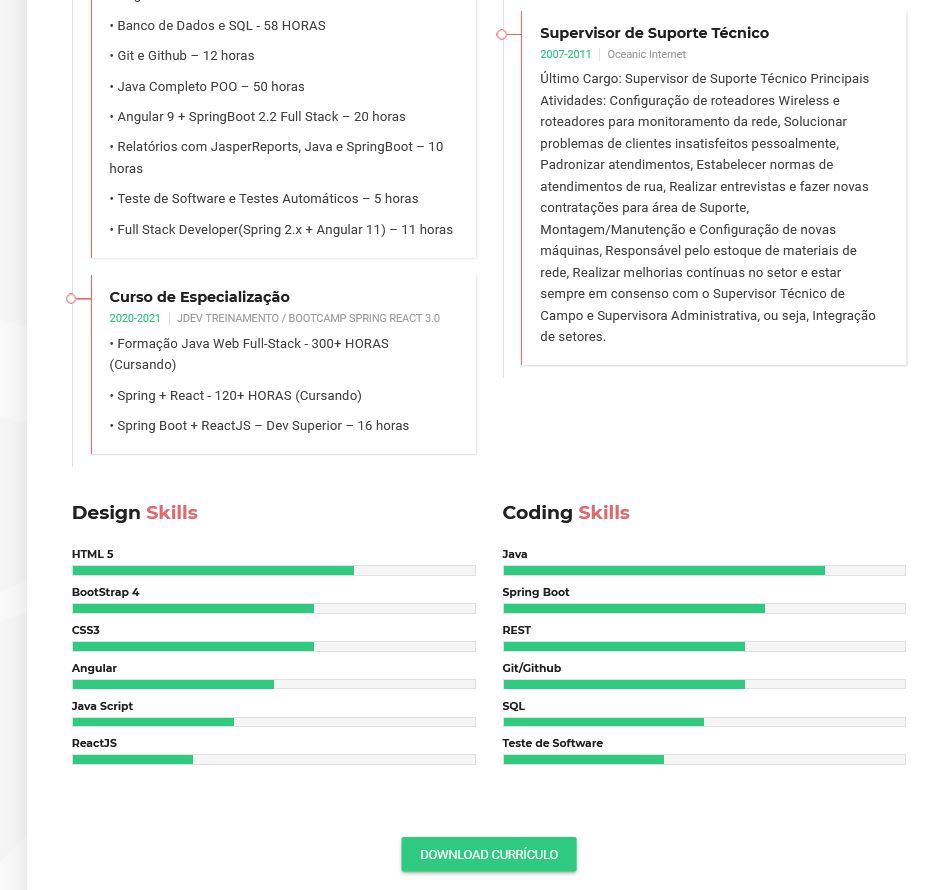 • Banco de Dados e SQL - 58 HORAS
• Git e Github – 12 horas
• Java Completo POO – 50 horas
• Angular 9 + SpringBoot 2.2 Full Stack – 20 horas
• Relatórios com JasperReports, Java e SpringBoot – 10
horas
• Teste de Software e Testes Automáticos – 5 horas
• Full Stack Developer(Spring 2.x + Angular 11) – 11 horas
Curso de Especialização
2020-2021 JDEV TREINAMENTO / BOOTCAMP SPRING REACT 3.0
• Formação Java Web Full-Stack - 300+ HORAS
(Cursando)
• Spring + React - 120+ HORAS (Cursando)
• Spring Boot + ReactJS – Dev Superior – 16 horas
Supervisor de Suporte Técnico
2007-2011 Oceanic Internet
Último Cargo: Supervisor de Suporte Técnico Principais
Atividades: Configuração de roteadores Wireless e
roteadores para monitoramento da rede, Solucionar
problemas de clientes insatisfeitos pessoalmente,
Padronizar atendimentos, Estabelecer normas de
atendimentos de rua, Realizar entrevistas e fazer novas
contratações para área de Suporte,
Montagem/Manutenção e Configuração de novas
máquinas, Responsável pelo estoque de materiais de
rede, Realizar melhorias contínuas no setor e estar
sempre em consenso com o Supervisor Técnico de
Campo e Supervisora Administrativa, ou seja, Integração
de setores.
Design Skills
HTML 5
BootStrap 4
CSS3
Angular
Java Script
ReactJS
Coding Skills
Java
Spring Boot
REST
Git/Github
SQL
Teste de Software
DOWNLOAD CURRÍCULO